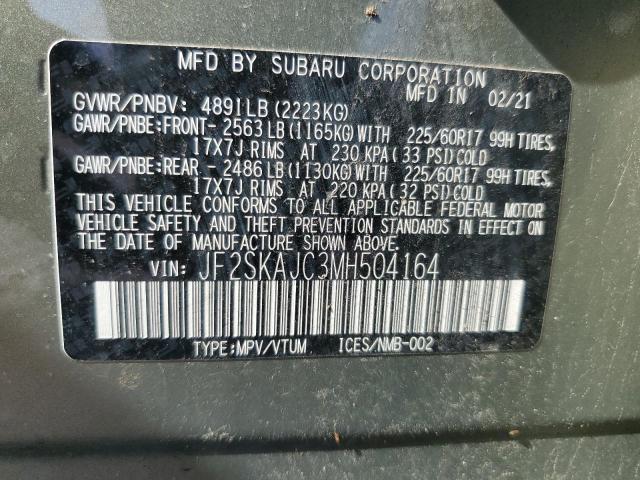 MFD BY SUBARU CORPORATION
MFD IN 02/21
GVWR/PNBV: 4891LB (2223KG)
GAWR/PNBE:FRONT- 2563LB(1165KG)WITH 225/60R17 99H TIRES,
17X7J RIMS AT 230 KPA(33 PSI)COLD
GAWR/PNBE:REAR - 2486LB(1130KG)WITH 225/60R17 99H TIRES,
17X7J RIMS AT 220 KPA(32 PSI)COLD
THIS VEHICLE CONFORMS TO ALL APPLICABLE FEDERAL MOTOR
VEHICLE SAFETY AND THEFT PREVENTION STANDARDS IN EFFECT
ON THE DATE OF MANUFACTURE SHOWN ABOVE.
VIN: JF2SKAJC3MH504164
TYPE:MPV/VTUM ICES/NMB-002